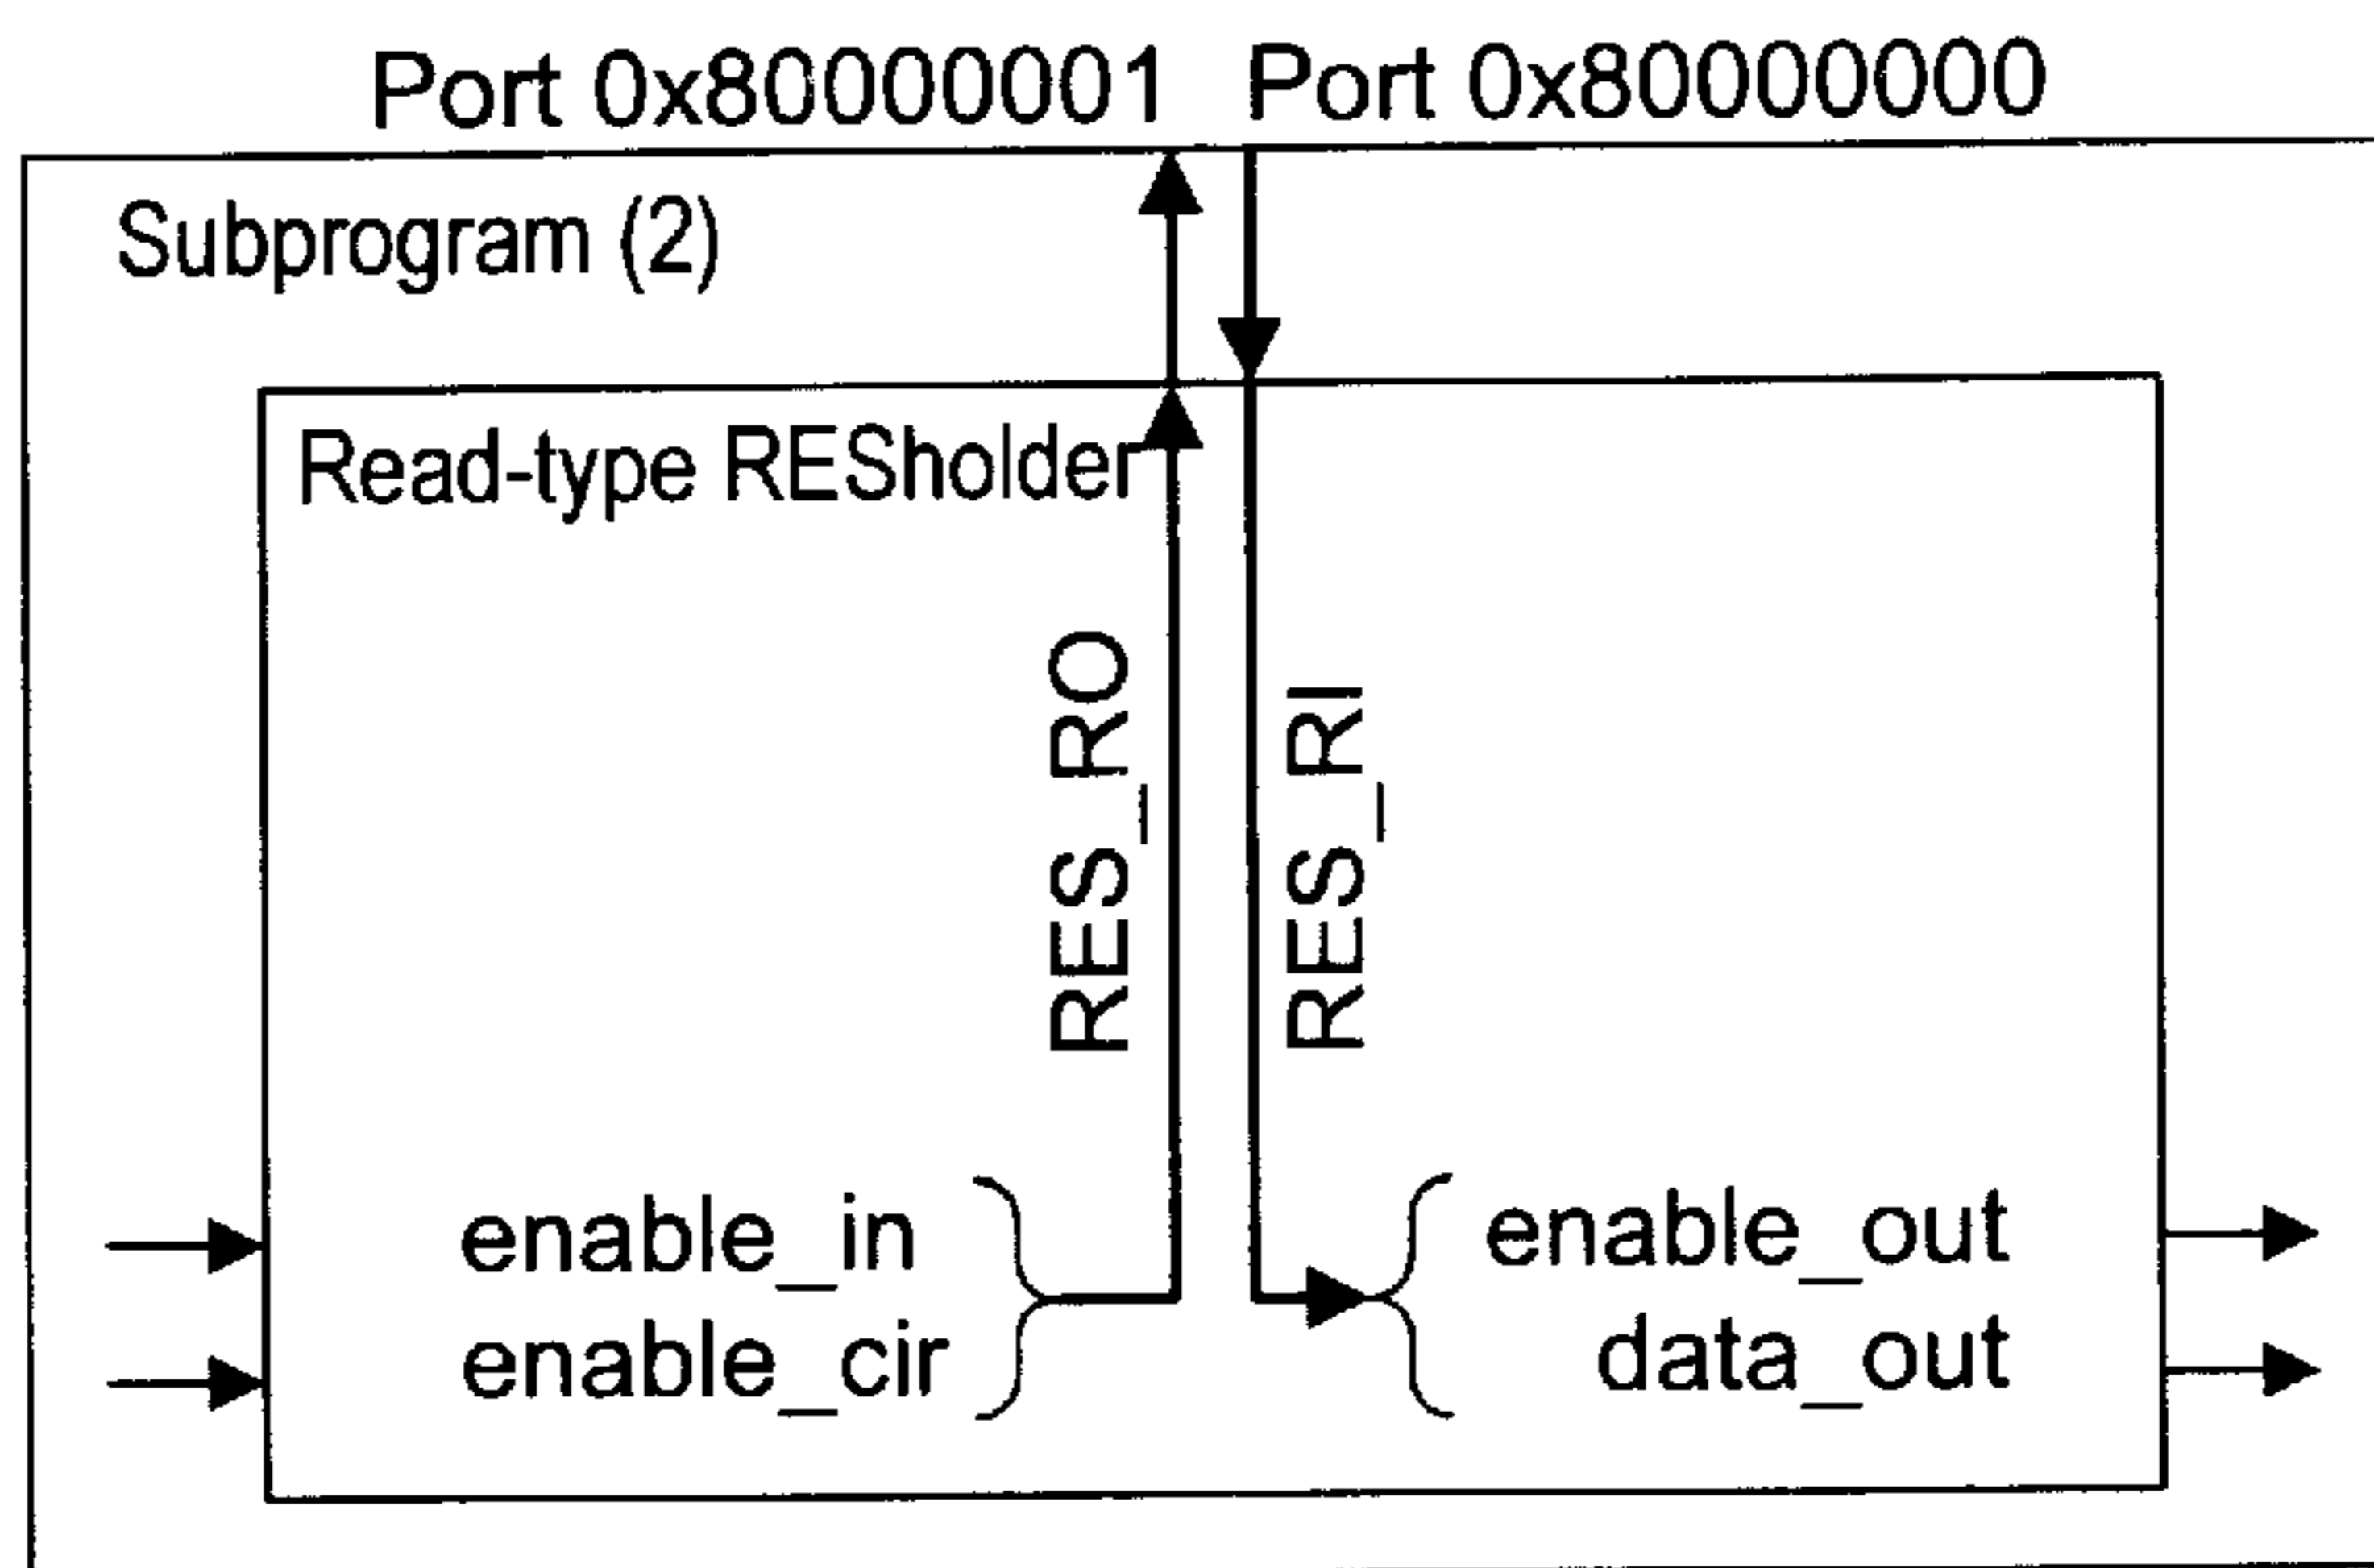 Port 0x80000001 Port 0x80000000
Subprogram (2)
Read-type RESholder
RES_RO
RES_RI
enable_in
enable_cir
enable_out
data_out